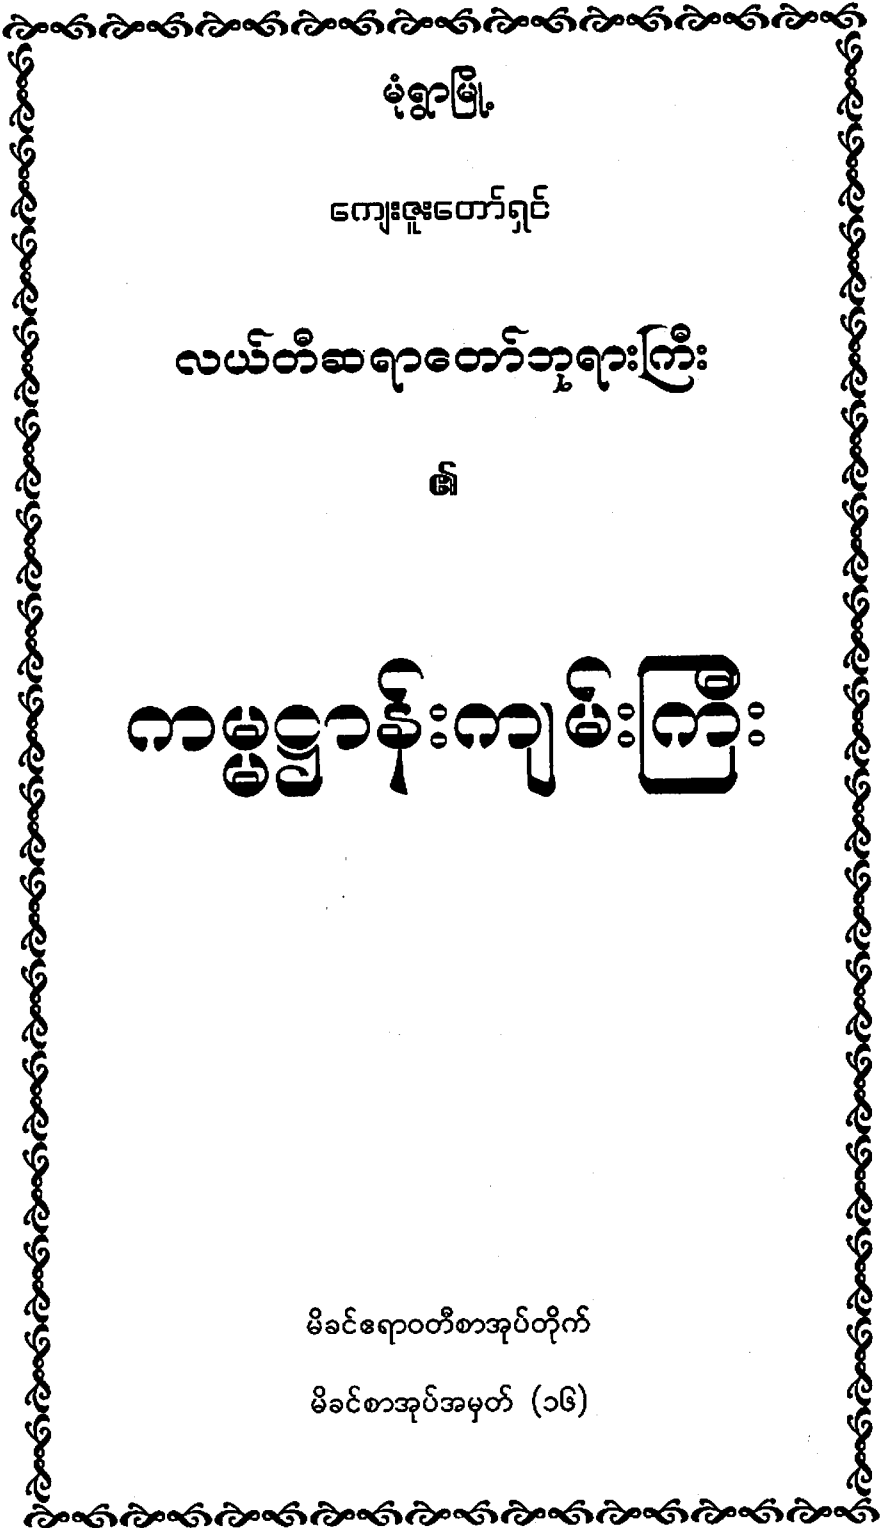 မုံရွာမြို့
ကျေးဇူးတော်ရှင်
လယ်တီဆရာတော်ဘုရားကြီး
၏
ကမ္မဋ္ဌာန်းကျမ်းကြီး
မိခင်ဧရာဝတီစာအုပ်တိုက်
မိခင်စာအုပ်အမှတ် (၁၆)